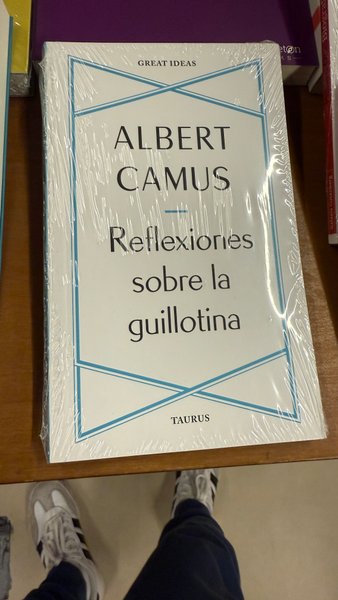 GREAT IDEAS
ALBERT
CAMUS
Reflexiones
sobre la
guillotina
TAURUS